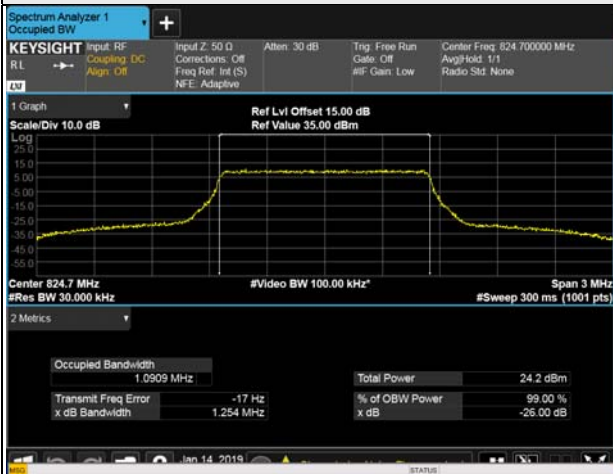 Spectrum Analyzer 1
Occupied BW
KEYSIGHT Input: RF Input Z: 50 Ω Atten: 30 dB Trig: Free Run Center Freq: 824.700000 MHz
RL Coupling: DC Corrections: Off Gate: Off Avg|Hold: 1/1
Align: Off Freq Ref: Int (S) #IF Gain: Low Radio Std: None
LXI NFE: Adaptive
1 Graph
Ref Lvl Offset 15.00 dB
Scale/Div 10.0 dB Ref Value 35.00 dBm
Log
25.0
15.0
5.00
-5.00
-15.0
-25.0
-35.0
-45.0
-55.0
Center 824.7 MHz #Video BW 100.00 kHz* Span 3 MHz
#Res BW 30.000 kHz #Sweep 300 ms (1001 pts)
2 Metrics
Occupied Bandwidth
1.0909 MHz Total Power 24.2 dBm
Transmit Freq Error -17 Hz % of OBW Power 99.00 %
x dB Bandwidth 1.254 MHz x dB -26.00 dB
Jan 14, 2019
MSG STATUS